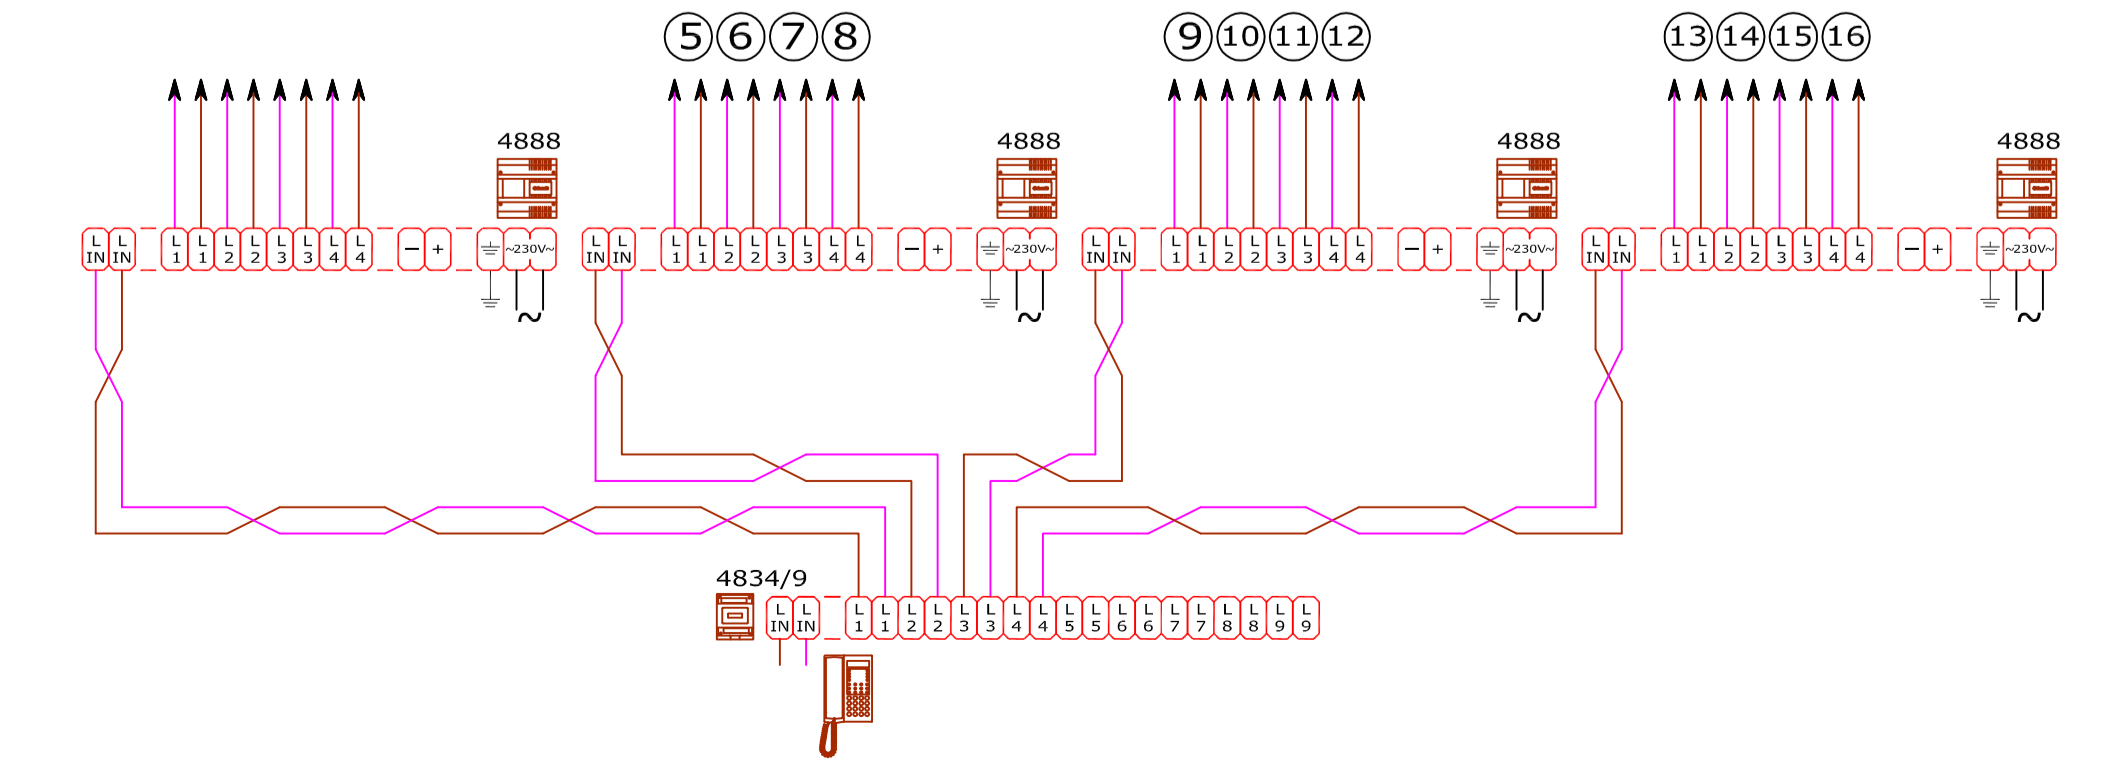 5 6 7 8 9 10 11 12 13 14 15 16
4888 4888 4888 4888
L L L L L L L L L L L L L L L L L L L L L L L L L L L L L L L L L L L L L L L L
IN IN 1 1 2 2 3 3 4 4 − + ~230V~ IN IN 1 1 2 2 3 3 4 4 − + ~230V~ IN IN 1 1 2 2 3 3 4 4 − + ~230V~ IN IN 1 1 2 2 3 3 4 4 − + ~230V~
~ ~ ~ ~
4834/9
L L L L L L L L L L L L L L L L L L L L
IN IN 1 1 2 2 3 3 4 4 5 5 6 6 7 7 8 8 9 9